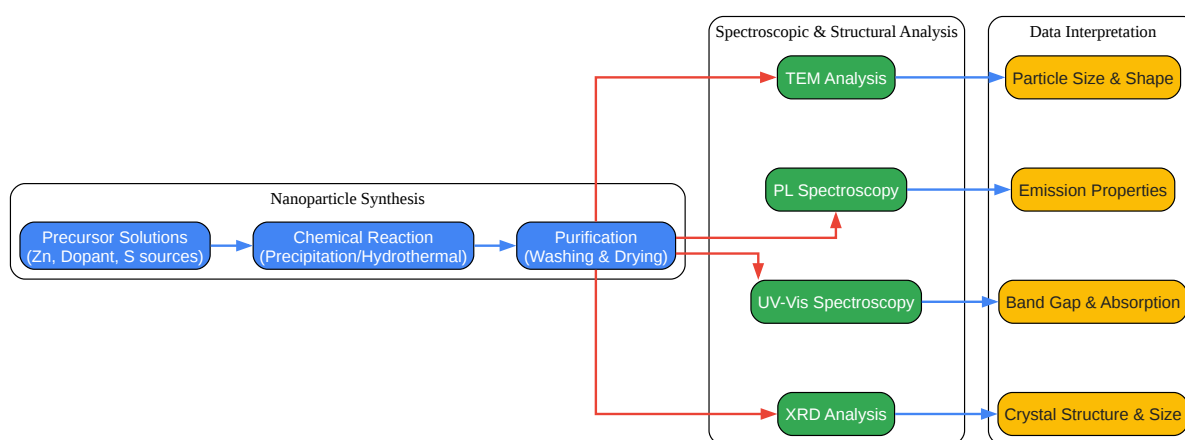 Spectroscopic & Structural Analysis
Data Interpretation
TEM Analysis
Particle Size & Shape
PL Spectroscopy
Emission Properties
Nanoparticle Synthesis
Precursor Solutions
(Zn, Dopant, S sources)
Chemical Reaction
(Precipitation/Hydrothermal)
Purification
(Washing & Drying)
UV-Vis Spectroscopy
Band Gap & Absorption
XRD Analysis
Crystal Structure & Size